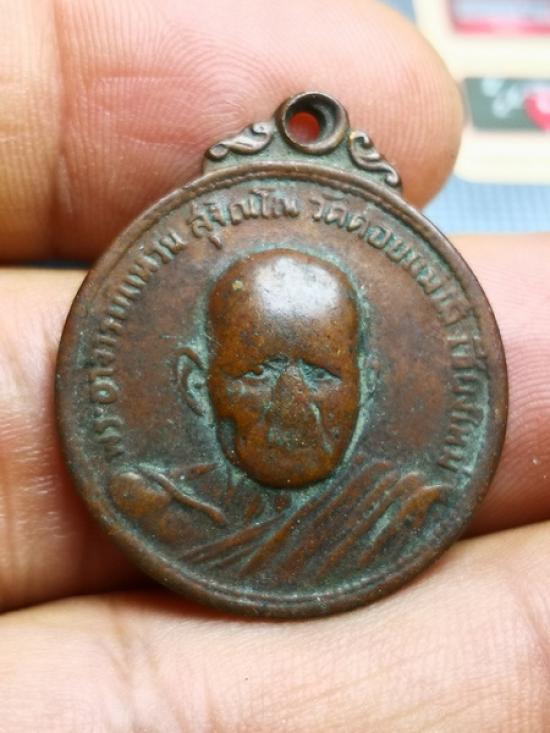 พระอาจารย์แหวน สุจิณโณ วัดดอยแม่ปั๋ง เชียงใหม่